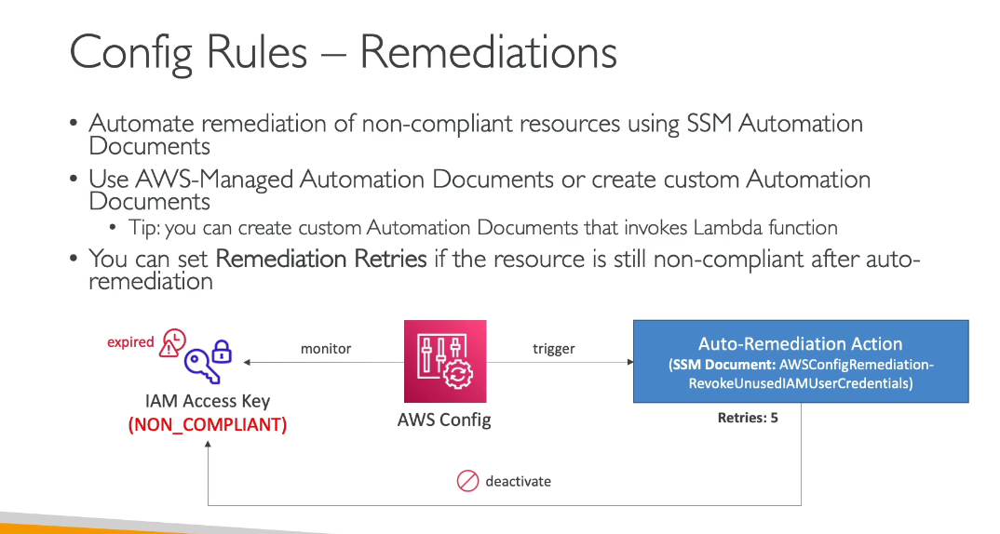 Config Rules – Remediations
• Automate remediation of non-compliant resources using SSM Automation
Documents
• Use AWS-Managed Automation Documents or create custom Automation
Documents
• Tip: you can create custom Automation Documents that invokes Lambda function
• You can set Remediation Retries if the resource is still non-compliant after auto-
remediation
expired
IAM Access Key
(NON_COMPLIANT)
monitor
AWS Config
trigger
Auto-Remediation Action
(SSM Document: AWSConfigRemediation-
RevokeUnusedIAMUserCredentials)
Retries: 5
deactivate